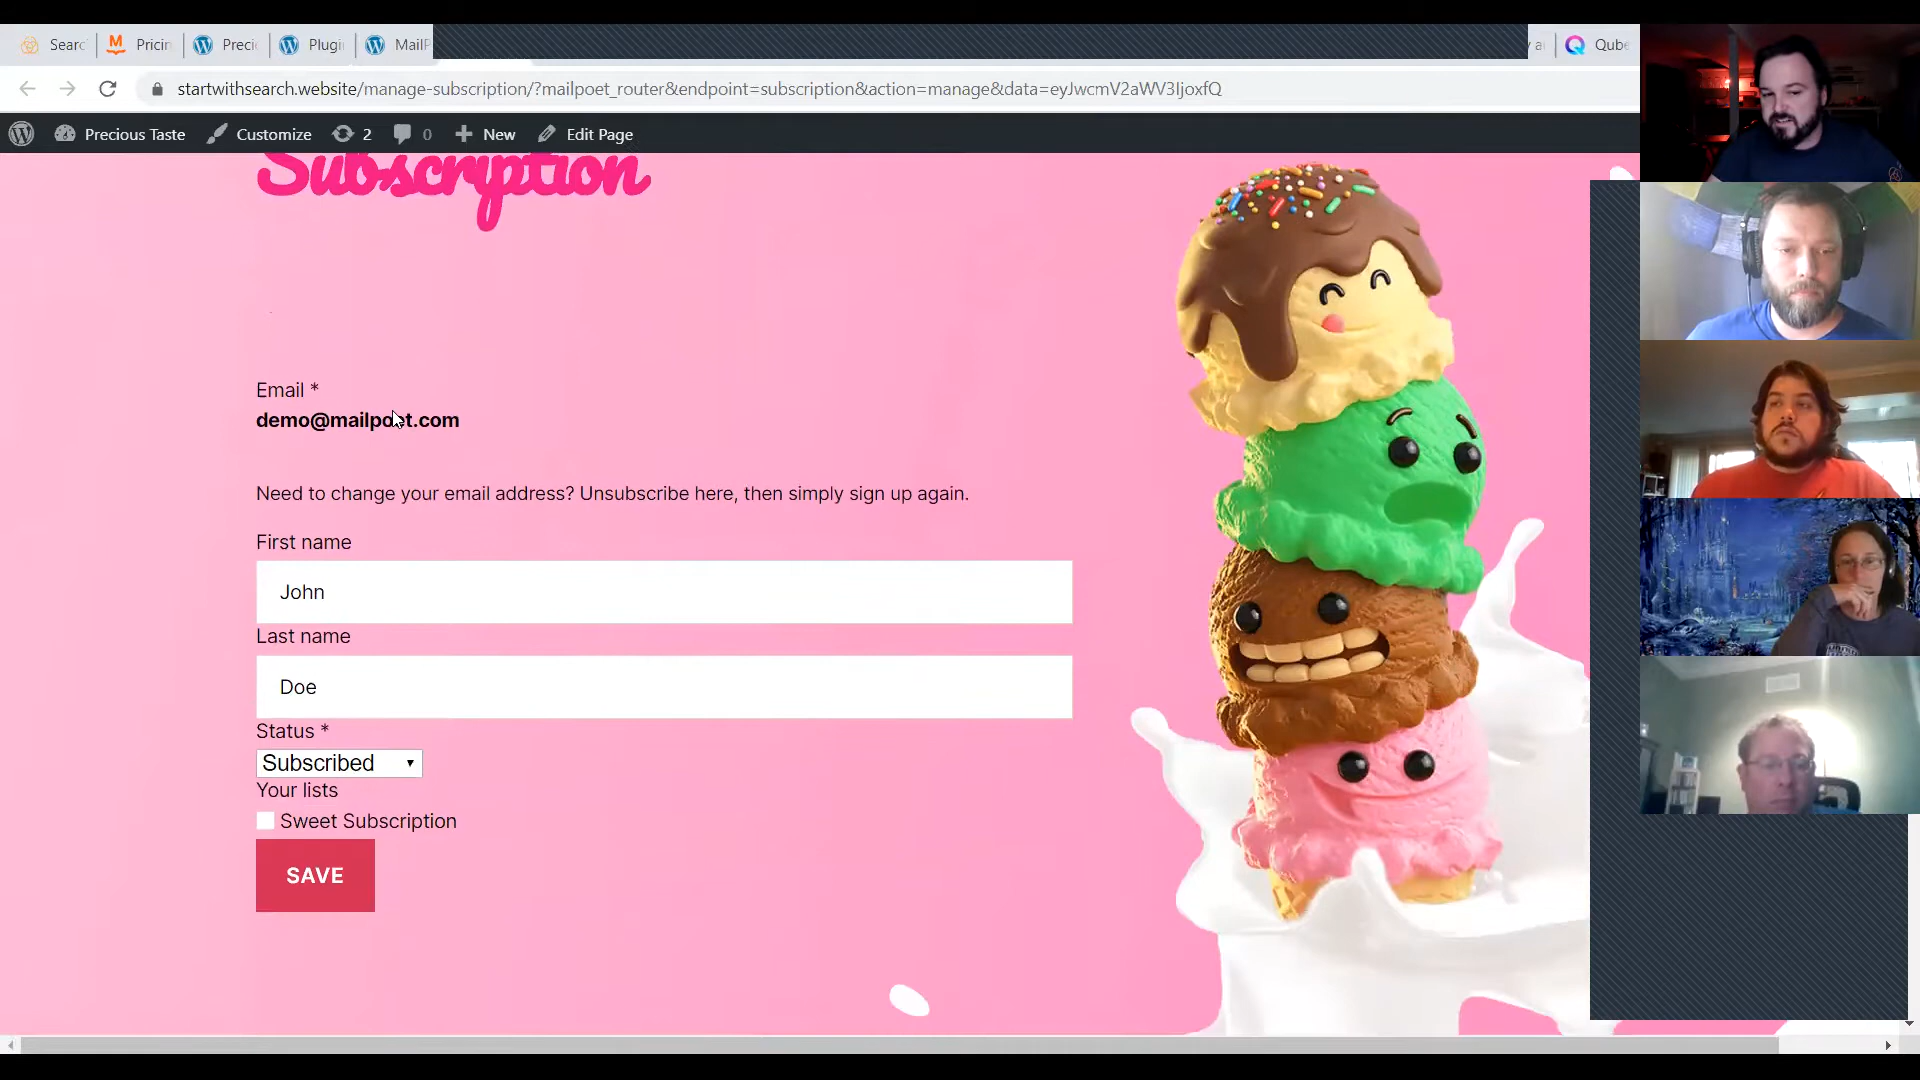 Searc
Pricin
Preci
Plugi
MailP
Qube
startwithsearch.website/manage-subscription/?mailpoet_router&endpoint=subscription&action=manage&data=eyJwcmV2aWV3IjoxfQ
Precious Taste
Customize
2
0
New
Edit Page
Subscription
Email *
demo@mailpoet.com
Need to change your email address? Unsubscribe here, then simply sign up again.
First name
John
Last name
Doe
Status *
Subscribed
Your lists
Sweet Subscription
SAVE